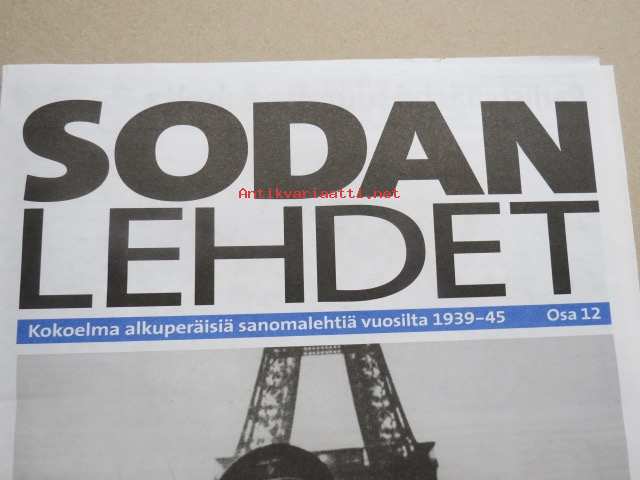 SODAN
Antikvariaatti.net
LEHDET
Kokoelma alkuperäisiä sanomalehtiä vuosilta 1939–45 Osa 12